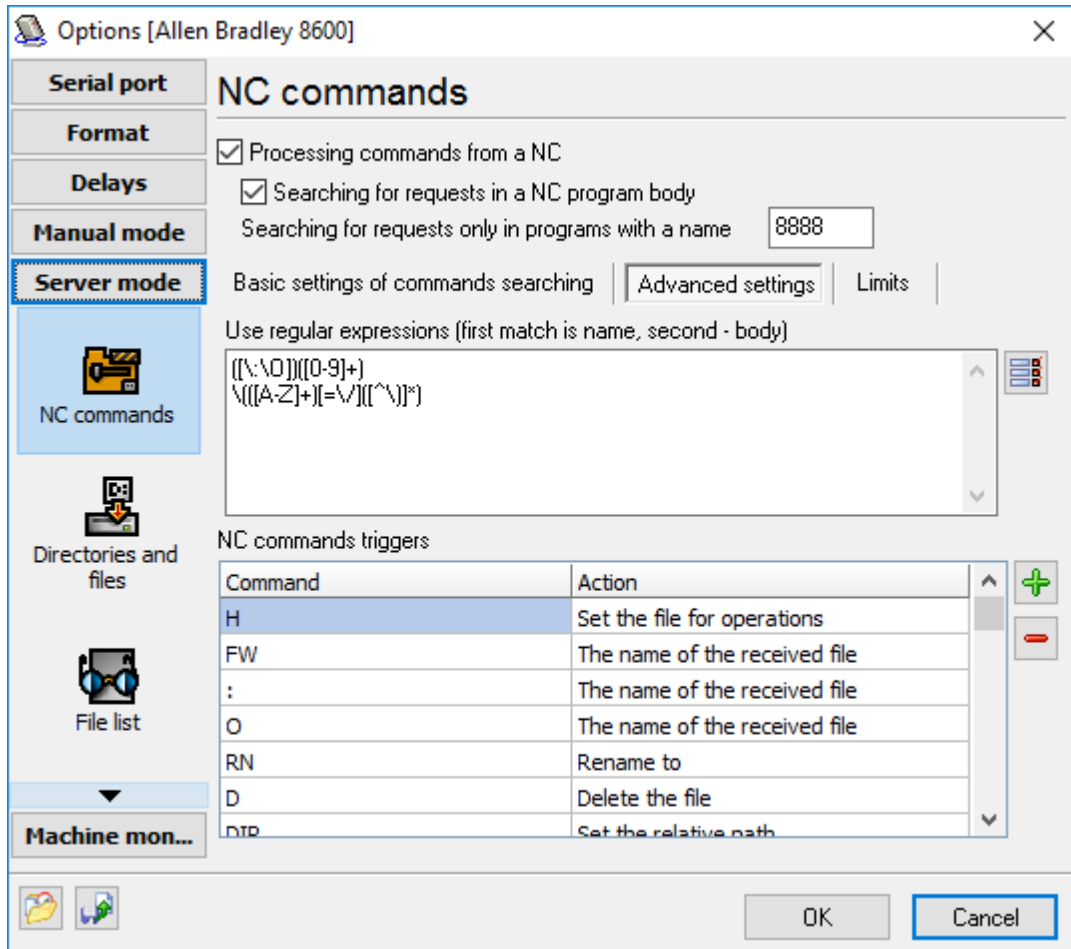 Options [Allen Bradley 8600]
Serial port
Format
Delays
Manual mode
Server mode
NC commands
Directories and
files
File list
Machine mon...
NC commands
Processing commands from a NC
Searching for requests in a NC program body
Searching for requests only in programs with a name 8888
Basic settings of commands searching Advanced settings Limits
Use regular expressions (first match is name, second - body)
([\:\O])([0-9]+)
\(([A-Z]+)[=\/]([^\)]*)
NC commands triggers
Command Action
H Set the file for operations
FW The name of the received file
: The name of the received file
O The name of the received file
RN Rename to
D Delete the file
DIR Set the relative path
OK Cancel